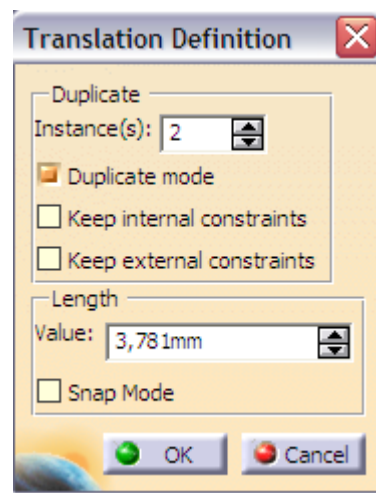 Translation Definition
Duplicate
Instance(s): 2
Duplicate mode
Keep internal constraints
Keep external constraints
Length
Value: 3,781mm
Snap Mode
OK Cancel